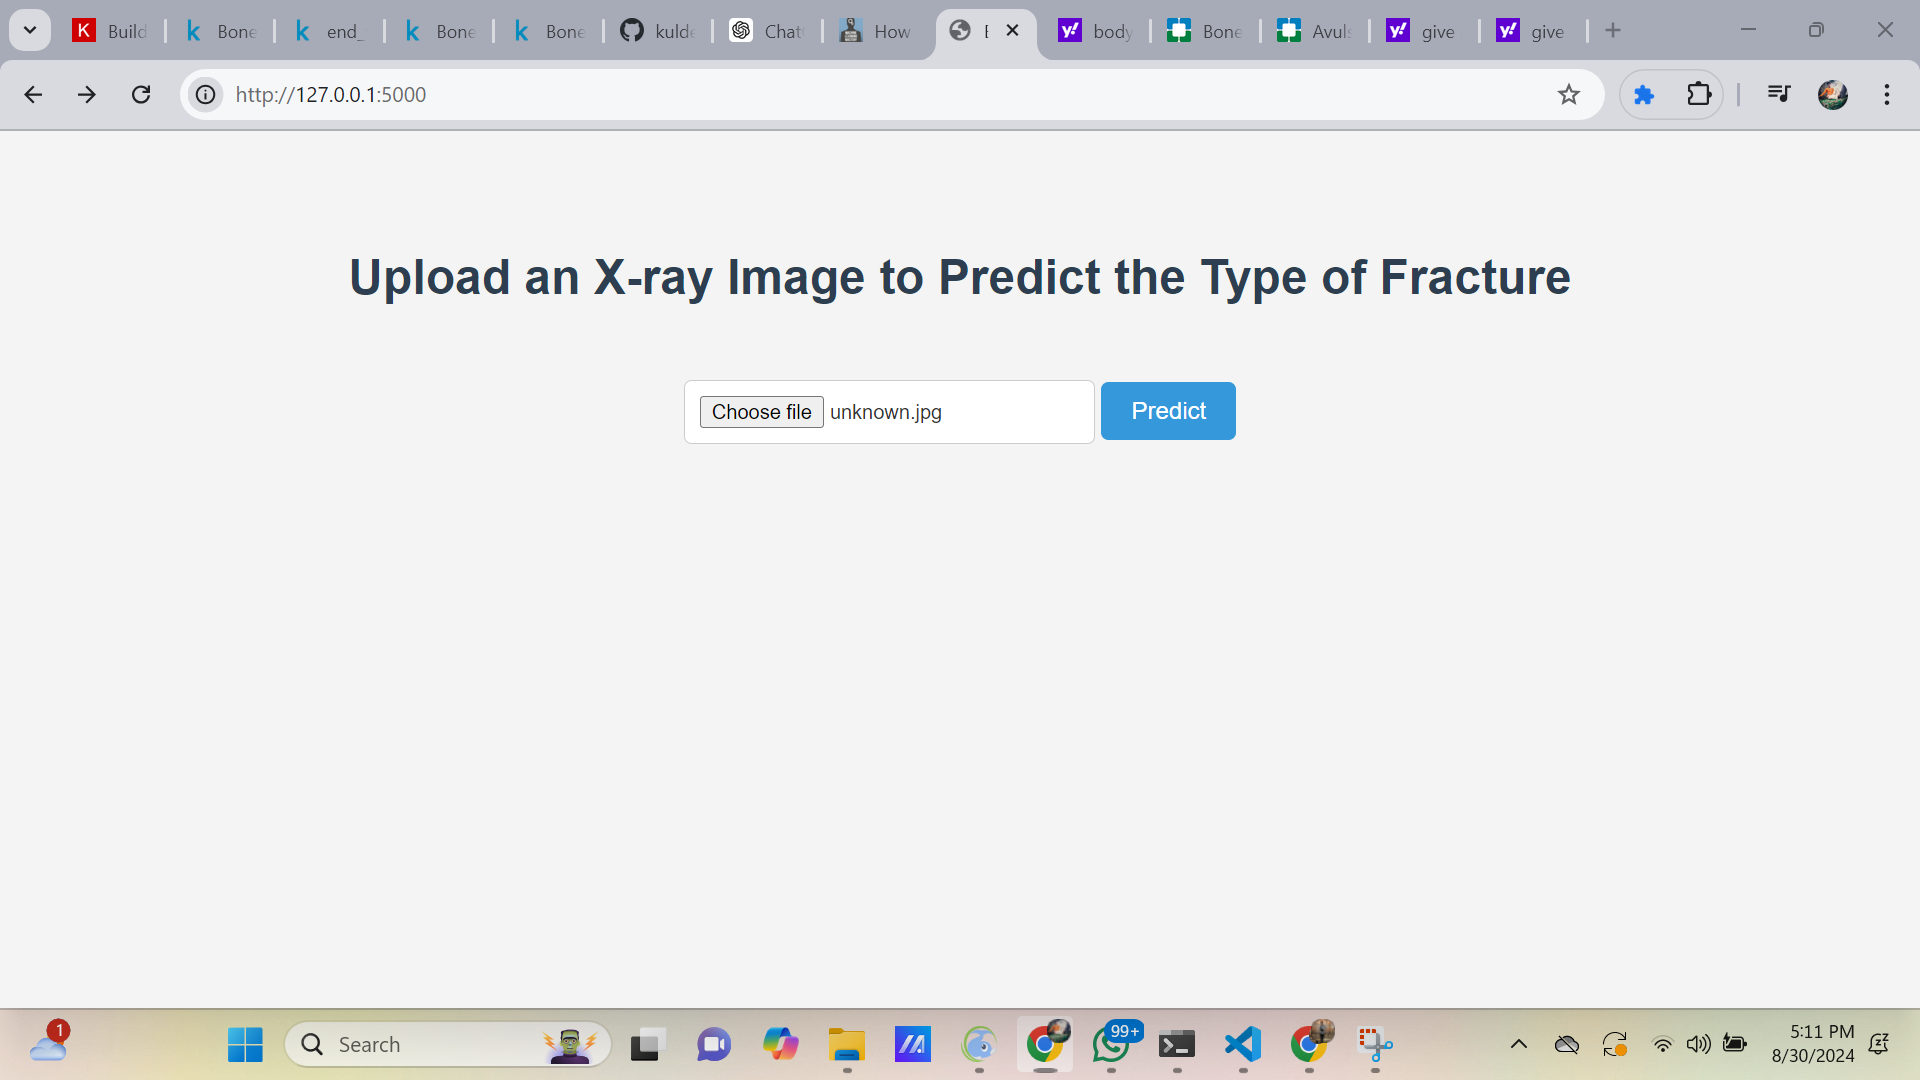 Build
Bone
end_
Bone
Bone
kulde
Chat
How
body
Bone
Avuls
give
give
http://127.0.0.1:5000
Upload an X-ray Image to Predict the Type of Fracture
Choose file unknown.jpg
Predict
1
Search
99+
5:11 PM
8/30/2024